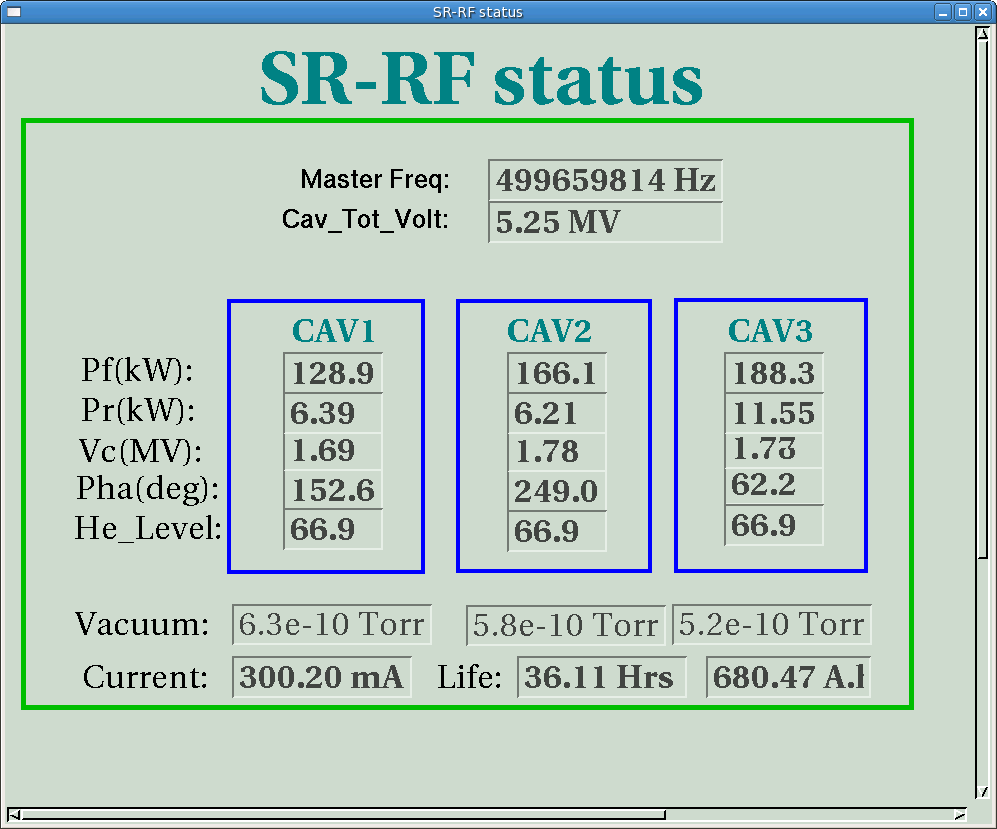 SR-RF status
SR-RF status
Master Freq: 499659814 Hz
Cav_Tot_Volt: 5.25 MV
CAV1 CAV2 CAV3
Pf(kW): 128.9 166.1 188.3
Pr(kW): 6.39 6.21 11.55
Vc(MV): 1.69 1.78
Pha(deg): 152.6 249.0 62.2
He_Level: 66.9 66.9 66.9
Vacuum: 6.3e-10 Torr 5.8e-10 Torr 5.2e-10 Torr
Current: 300.20 mA Life: 36.11 Hrs 680.47